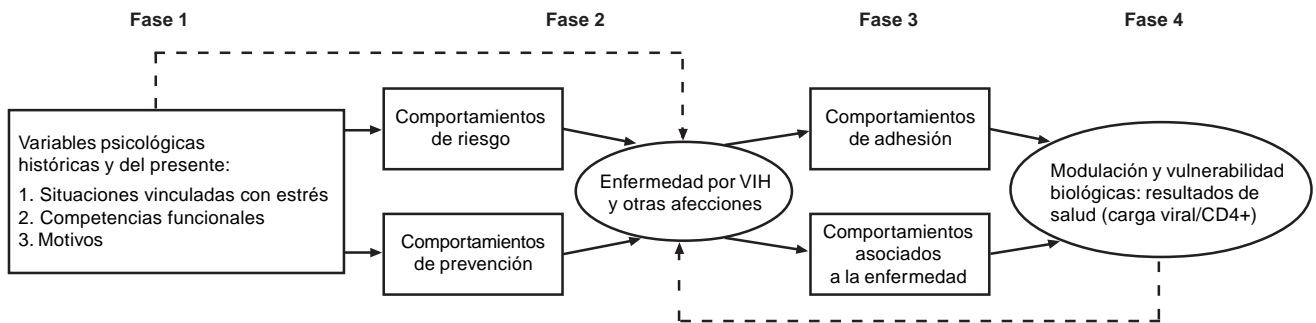 Fase 1
Fase 2
Fase 3
Fase 4
Variables psicológicas
históricas y del presente:
1. Situaciones vinculadas con estrés
2. Competencias funcionales
3. Motivos
Comportamientos
de riesgo
Comportamientos
de prevención
Enfermedad por VIH
y otras afecciones
Comportamientos
de adhesión
Comportamientos
asociados
a la enfermedad
Modulación y vulnerabilidad
biológicas: resultados de
salud (carga viral/CD4+)